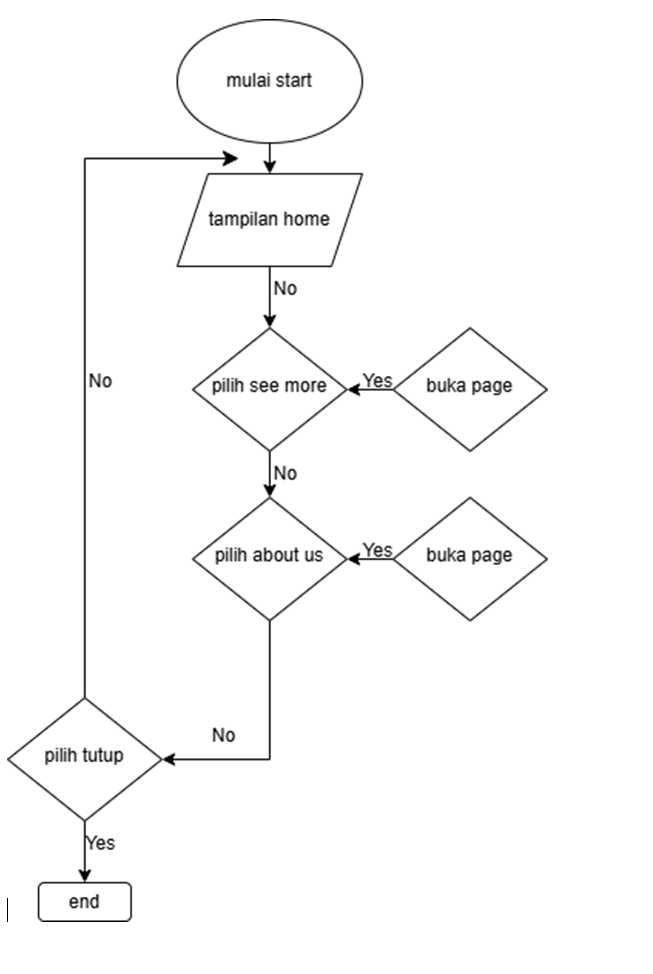 mulai start
tampilan home
No
pilih see more
Yes
buka page
No
No
pilih about us
Yes
buka page
No
pilih tutup
Yes
end